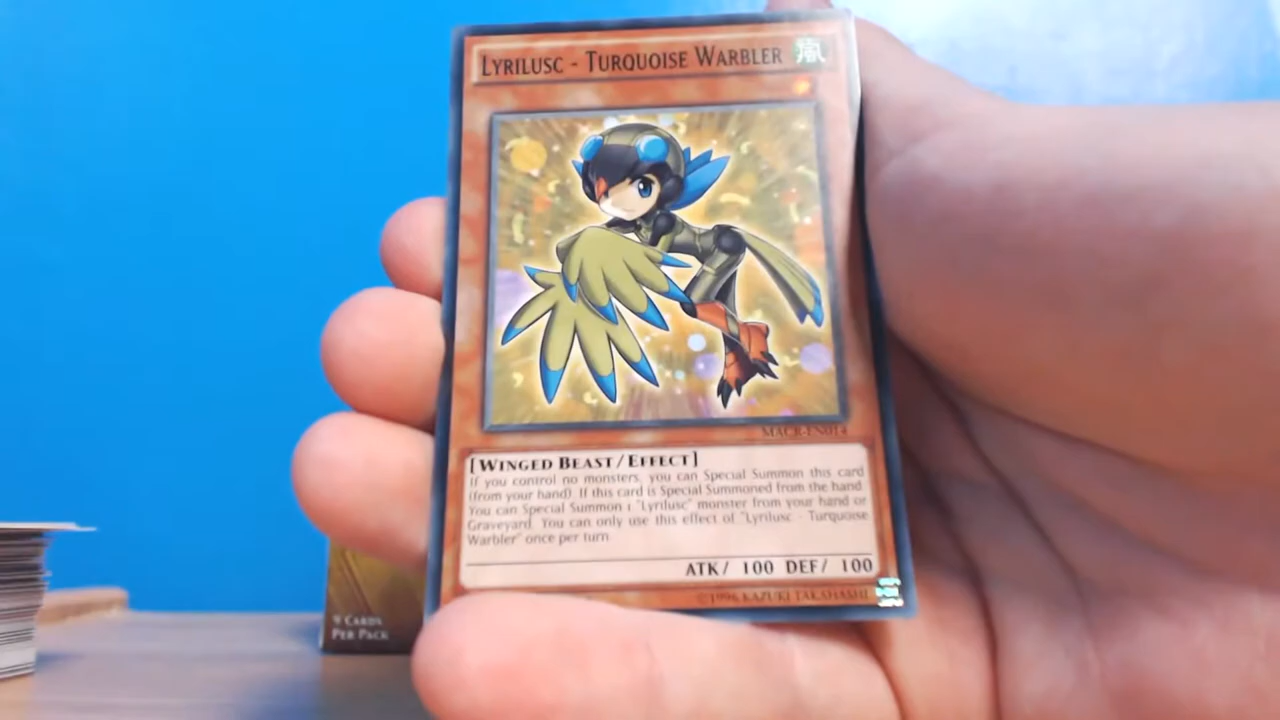 LYRILUSC - TURQUOISE WARBLER
風
MACR-EN014
[WINGED BEAST/EFFECT]
If you control no monsters, you can Special Summon this card
(from your hand). If this card is Special Summoned from the hand:
You can Special Summon 1 "Lyrilusc" monster from your hand or
Graveyard. You can only use this effect of "Lyrilusc - Turquoise
Warbler" once per turn.
ATK/ 100 DEF/ 100
©1996 KAZUKI TAKAHASHI
9 CARDS
PER PACK